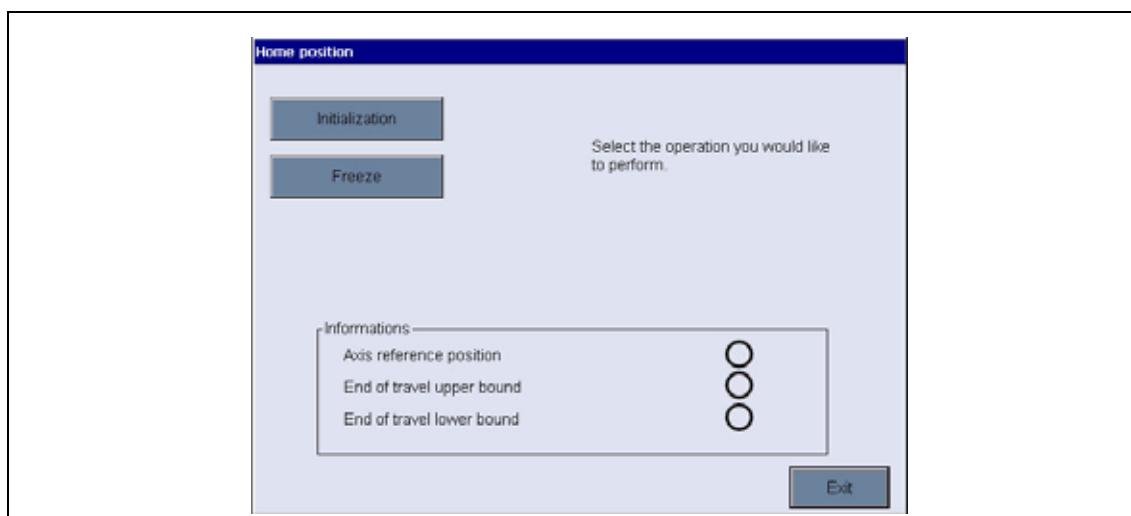 Home position
Initialization
Freeze
Select the operation you would like
to perform.
Informations
Axis reference position
End of travel upper bound
End of travel lower bound
Exit